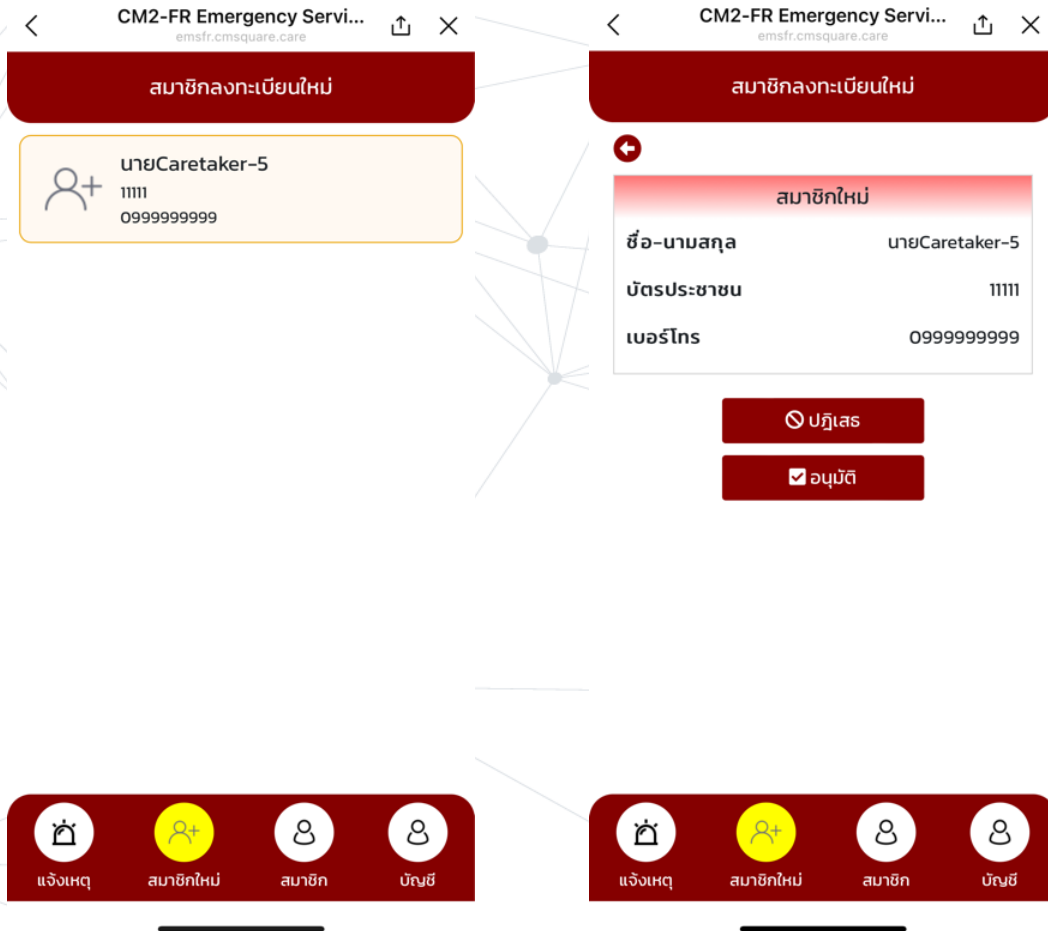 CM2-FR Emergency Servi...
emsfr.cmsquare.care
สมาชิกลงทะเบียนใหม่
นายCaretaker-5
11111
0999999999
แจ้งเหตุ
สมาชิกใหม่
สมาชิก
บัญชี
CM2-FR Emergency Servi...
emsfr.cmsquare.care
สมาชิกลงทะเบียนใหม่
สมาชิกใหม่
ชื่อ-นามสกุล นายCaretaker-5
บัตรประชาชน 11111
เบอร์โทร 0999999999
ปฎิเสธ
อนุมัติ
แจ้งเหตุ
สมาชิกใหม่
สมาชิก
บัญชี